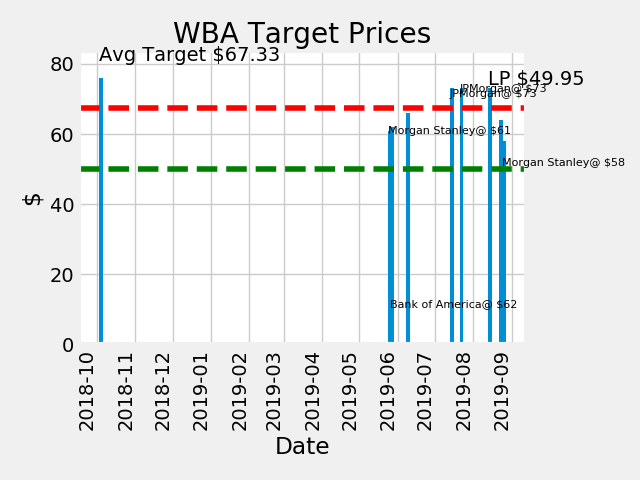 WBA Target Prices
Avg Target $67.33
LP $49.95
JPMorgan@ $73
JPMorgan@ $73
Morgan Stanley@ $61
Morgan Stanley@ $58
Bank of America@ $62
80
60
40
20
0
$
2018-10
2018-11
2018-12
2019-01
2019-02
2019-03
2019-04
2019-05
2019-06
2019-07
2019-08
2019-09
Date